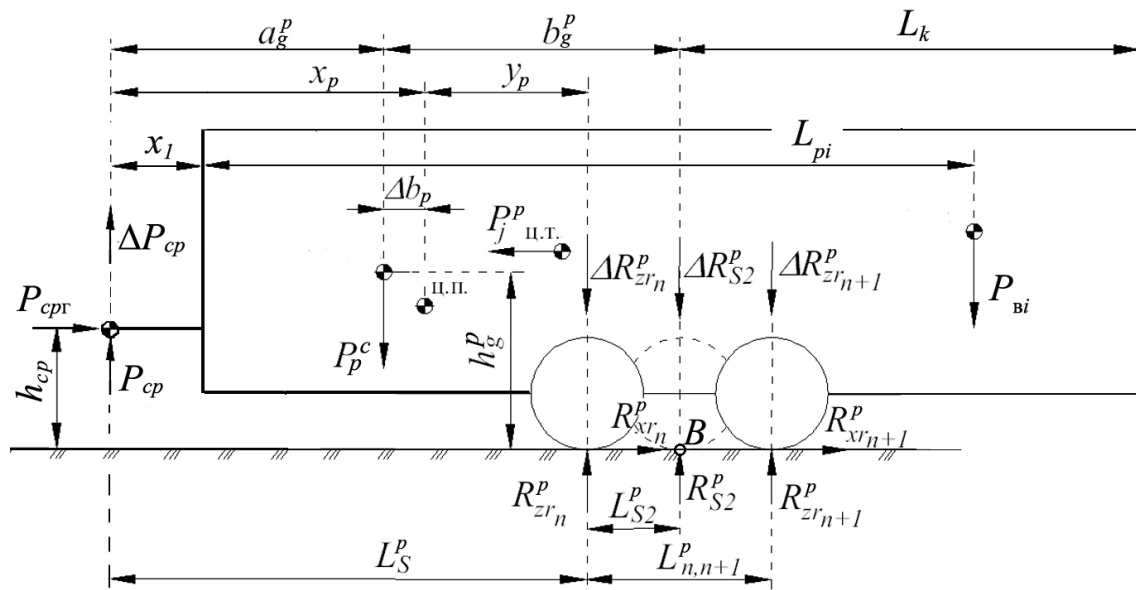 a_g^p b_g^p L_k
x_p y_p
x_1 L_pi
Δb_p
P_j^p ц.т.
ΔP_cp ΔR_zr_n^p ΔR_S2^p ΔR_zr_n+1^p
ц.п.
P_срг P_вi
h_cp P_cp P_p^c h_g^p
R_xr_n^p B R_xr_n+1^p
R_zr_n^p L_S2^p R_S2^p R_zr_n+1^p
L_S^p L_n,n+1^p